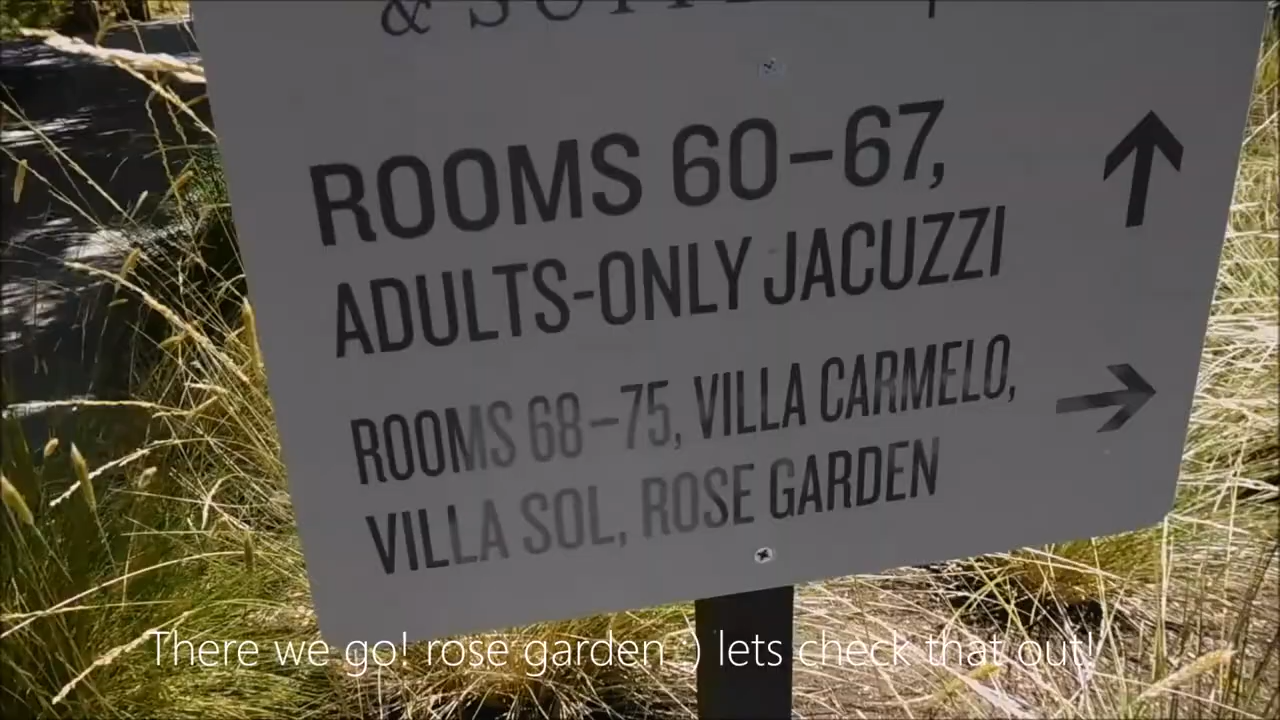 &
ROOMS 60–67,
ADULTS-ONLY JACUZZI
ROOMS 68–75, VILLA CARMELO,
VILLA SOL, ROSE GARDEN
There we go! rose garden :) lets check that out!